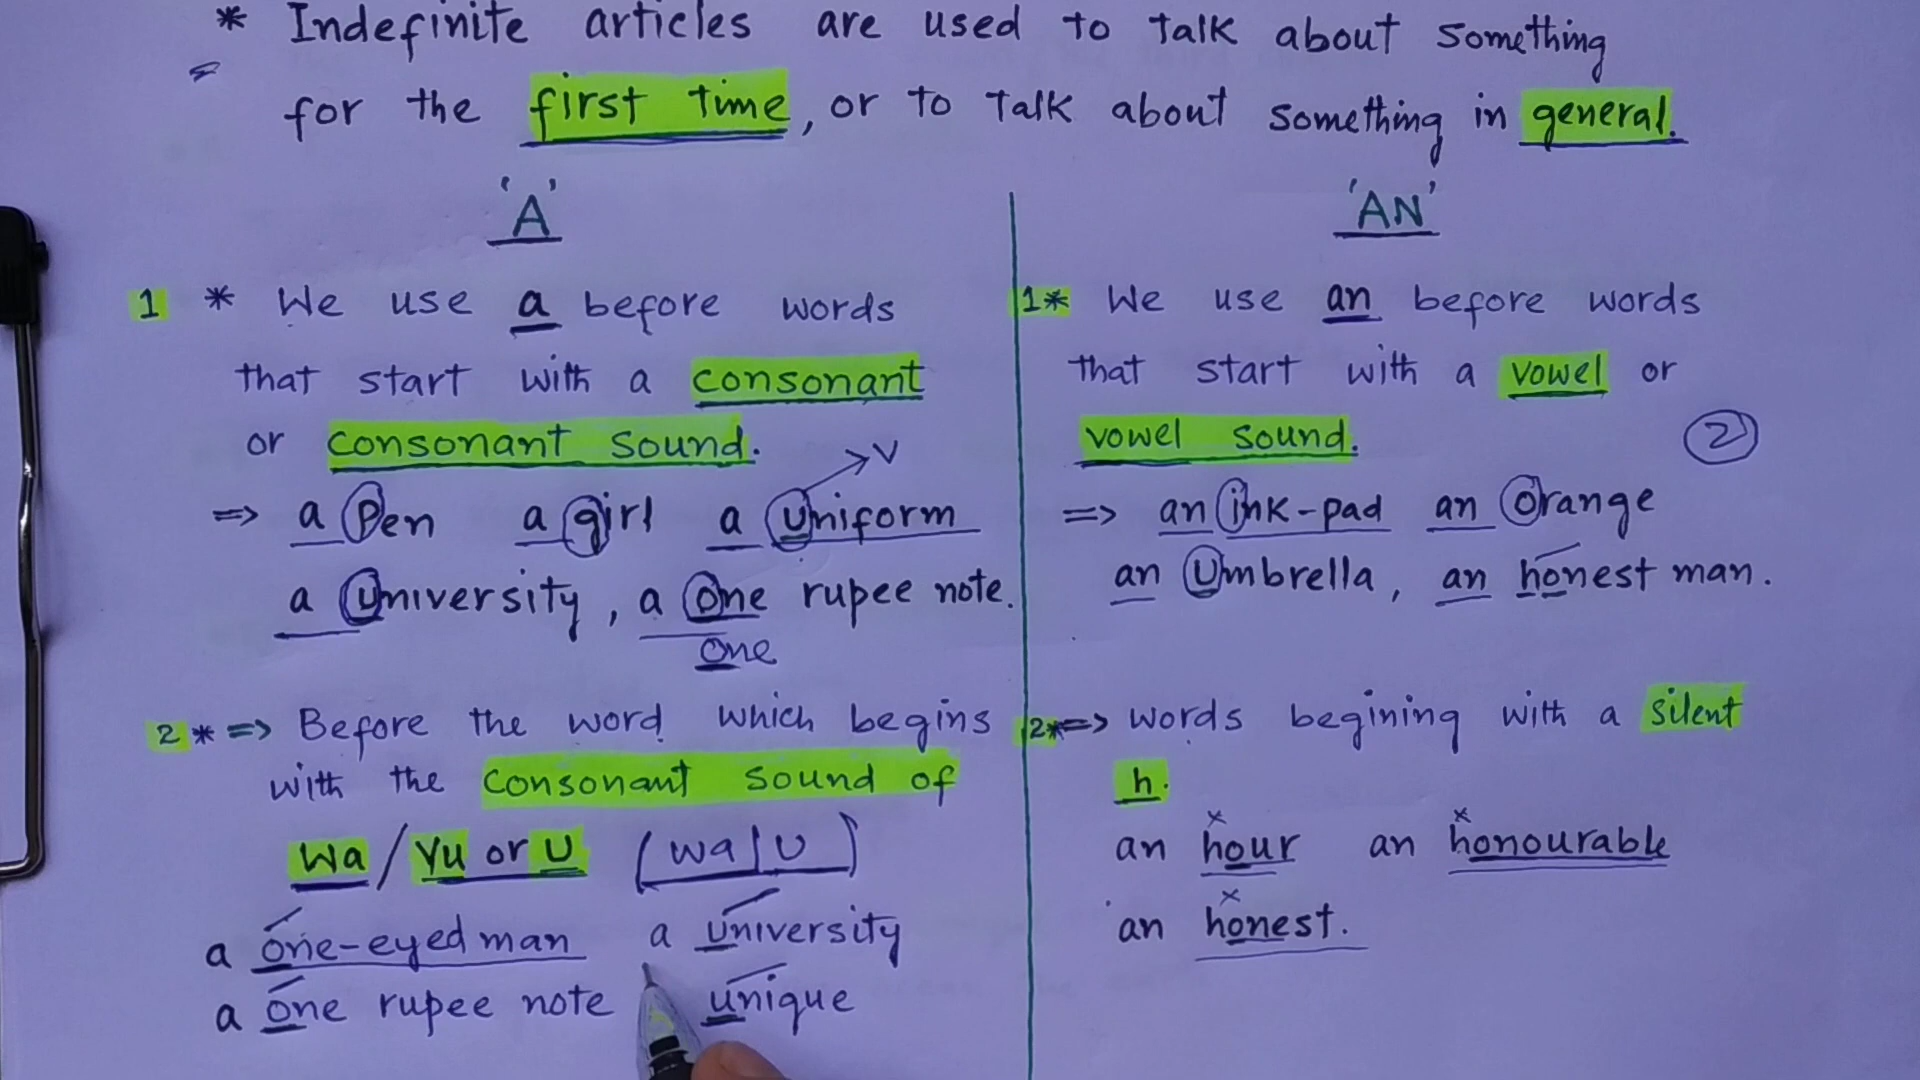 * Indefinite articles are used to talk about something
for the first time, or to talk about something in general.
'A'
1 * We use a before words
that start with a consonant
or consonant sound.
V
=> a Pen a girl a uniform
a university, a one rupee note.
one
2 * => Before the word which begins
with the consonant sound of
Wa / Yu or U (wa/U)
a one-eyed man a university
a one rupee note unique
'AN'
1* We use an before words
that start with a vowel or
vowel sound.
2
=> an ink-pad an orange
an umbrella, an honest man.
2*=> words begining with a silent
h.
x x
an hour an honourable
x
an honest.